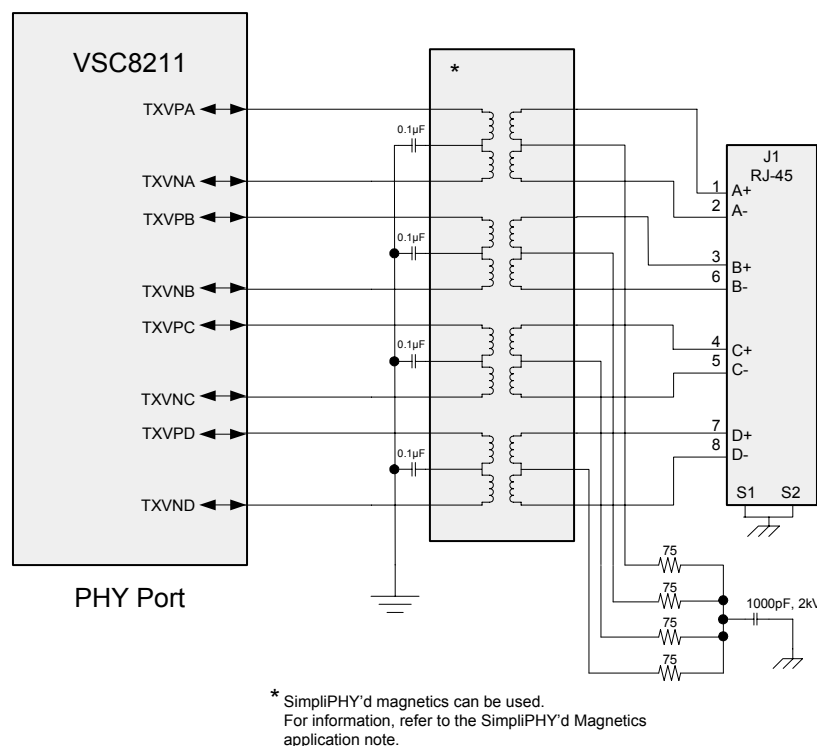 VSC8211
*
TXVPA
0.1µF
J1
RJ-45
1 A+
TXVNA
2 A-
TXVPB
0.1µF
3 B+
6 B-
TXVNB
TXVPC
0.1µF
4 C+
5 C-
TXVNC
TXVPD
0.1µF
7 D+
8 D-
TXVND
S1 S2
PHY Port
75
75
1000pF, 2kV
75
75
* SimpliPHY'd magnetics can be used.
For information, refer to the SimpliPHY'd Magnetics
application note.